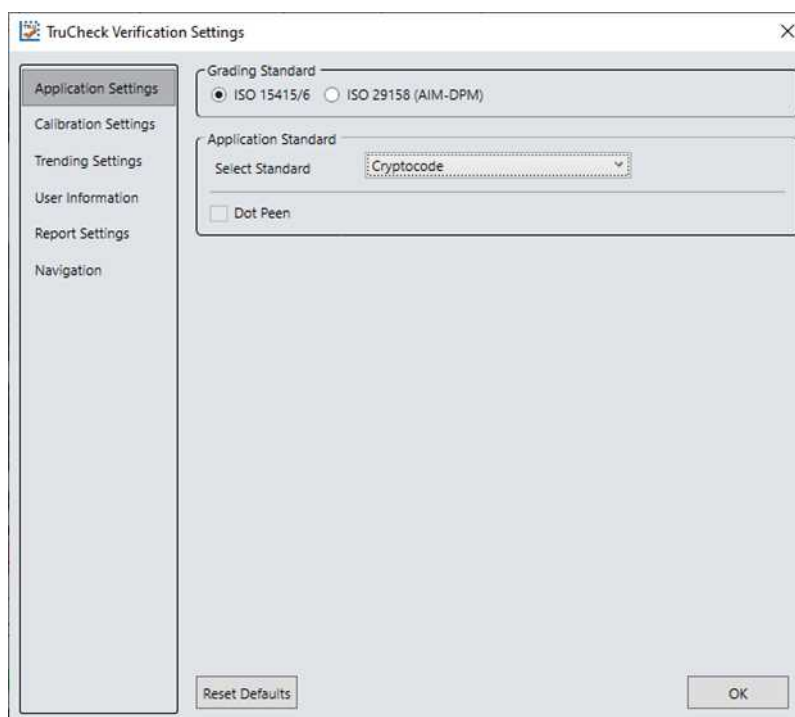 TruCheck Verification Settings
Application Settings
Calibration Settings
Trending Settings
User Information
Report Settings
Navigation
Grading Standard
ISO 15415/6 ISO 29158 (AIM-DPM)
Application Standard
Select Standard Cryptocode
Dot Peen
Reset Defaults OK